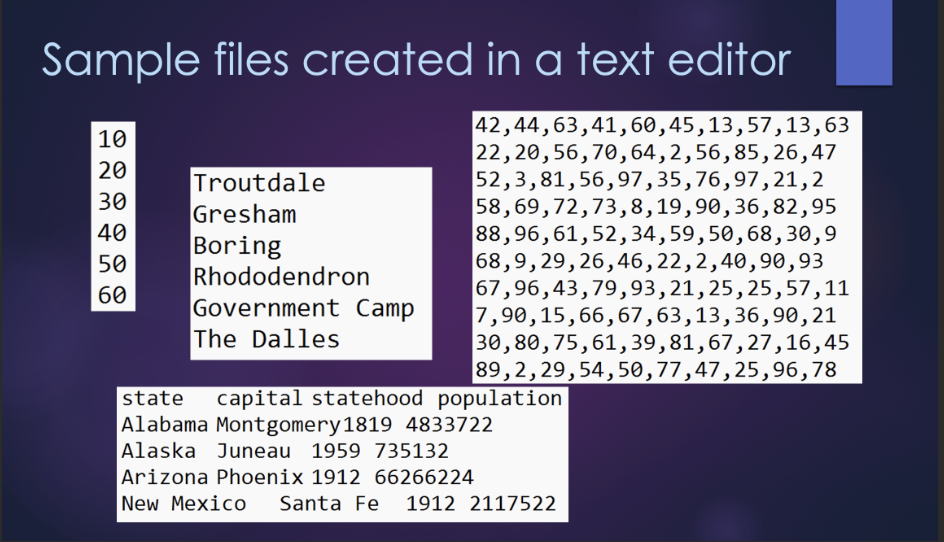 Sample files created in a text editor
10
20
30
40
50
60
Troutdale
Gresham
Boring
Rhododendron
Government Camp
The Dalles
42,44,63,41,60,45,13,57,13,63
22,20,56,70,64,2,56,85,26,47
52,3,81,56,97,35,76,97,21,2
58,69,72,73,8,19,90,36,82,95
88,96,61,52,34,59,50,68,30,9
68,9,29,26,46,22,2,40,90,93
67,96,43,79,93,21,25,25,57,11
7,90,15,66,67,63,13,36,90,21
30,80,75,61,39,81,67,27,16,45
89,2,29,54,50,77,47,25,96,78
state capital statehood population
Alabama Montgomery 1819 4833722
Alaska Juneau 1959 735132
Arizona Phoenix 1912 66266224
New Mexico Santa Fe 1912 2117522